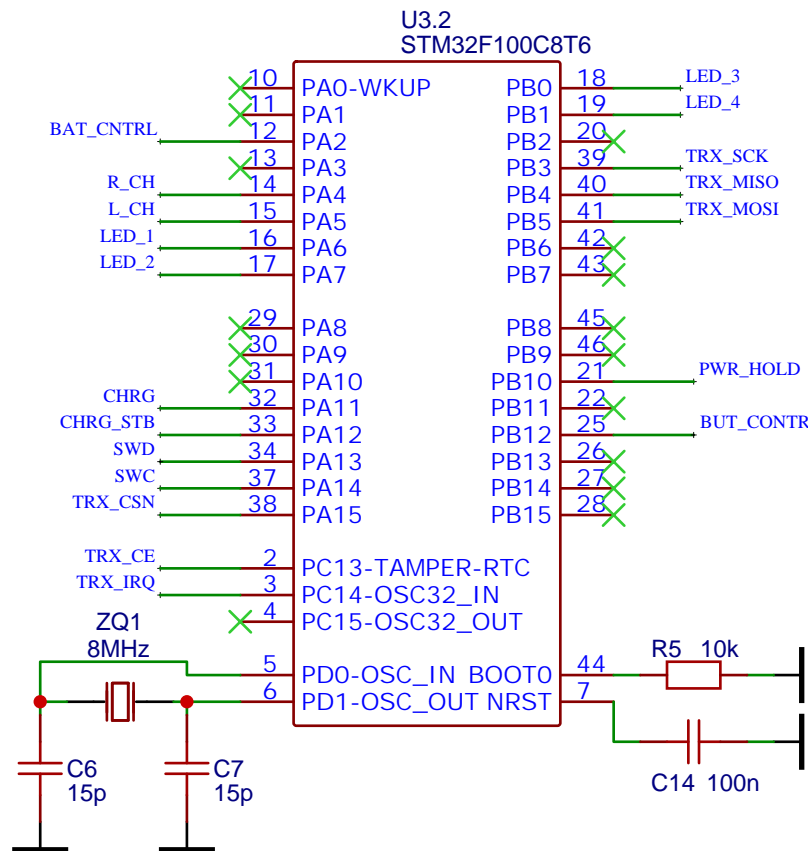 U3.2
STM32F100C8T6
10 PA0-WKUP PB0 18 LED_3
11 PA1 PB1 19 LED_4
BAT_CNTRL 12 PA2 PB2 20
13 PA3 PB3 39 TRX_SCK
R_CH 14 PA4 PB4 40 TRX_MISO
L_CH 15 PA5 PB5 41 TRX_MOSI
LED_1 16 PA6 PB6 42
LED_2 17 PA7 PB7 43
29 PA8 PB8 45
30 PA9 PB9 46
31 PA10 PB10 21 PWR_HOLD
CHRG 32 PA11 PB11 22
CHRG_STB 33 PA12 PB12 25 BUT_CONTR
SWD 34 PA13 PB13 26
SWC 37 PA14 PB14 27
TRX_CSN 38 PA15 PB15 28
TRX_CE 2 PC13-TAMPER-RTC
TRX_IRQ 3 PC14-OSC32_IN
4 PC15-OSC32_OUT
ZQ1
8MHz
5 PD0-OSC_IN BOOT0 44 R5 10k
6 PD1-OSC_OUT NRST 7
C6
15p
C7
15p
C14 100n